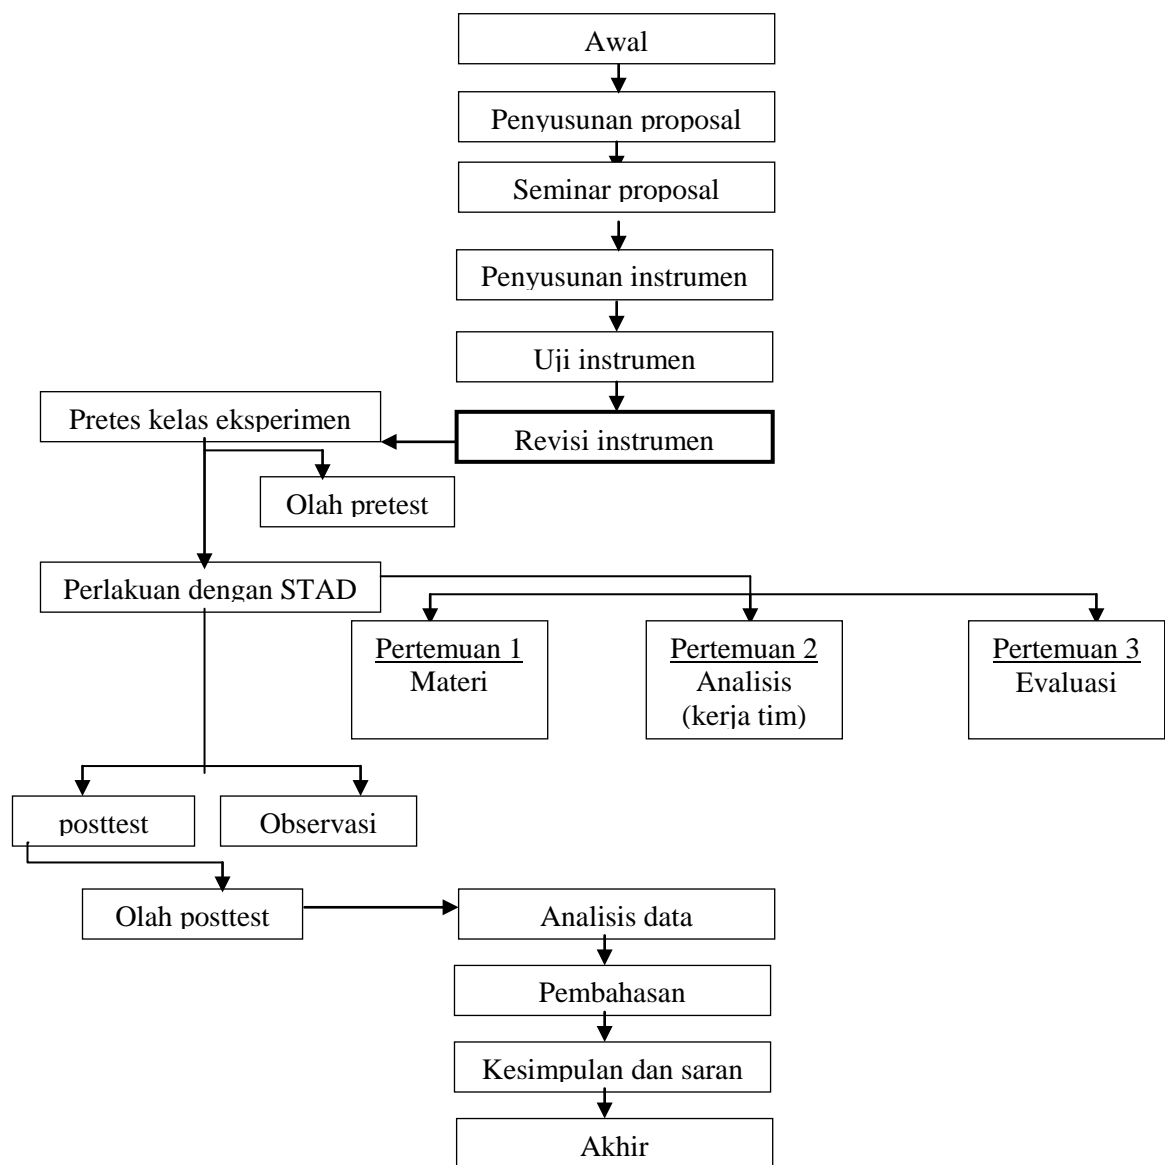 Awal
Penyusunan proposal
Seminar proposal
Penyusunan instrumen
Uji instrumen
Pretes kelas eksperimen
Revisi instrumen
Olah pretest
Perlakuan dengan STAD
Pertemuan 1
Materi
Pertemuan 2
Analisis
(kerja tim)
Pertemuan 3
Evaluasi
posttest
Observasi
Olah posttest
Analisis data
Pembahasan
Kesimpulan dan saran
Akhir